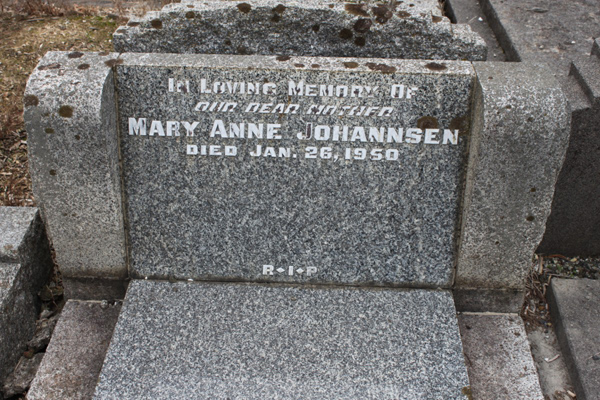 In Loving Memory Of
Our Dear Mother
Mary Anne Johannsen
Died Jan. 26, 1950
R·I·P